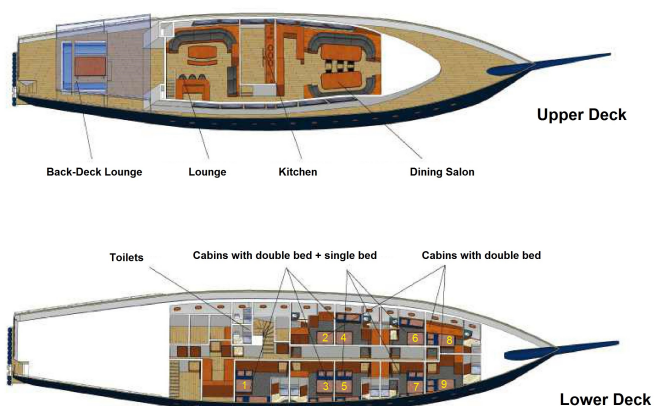 Upper Deck
Back-Deck Lounge
Lounge
Kitchen
Dining Salon
Toilets
Cabins with double bed + single bed
Cabins with double bed
2 4 6 8
1 3 5 7 9
Lower Deck